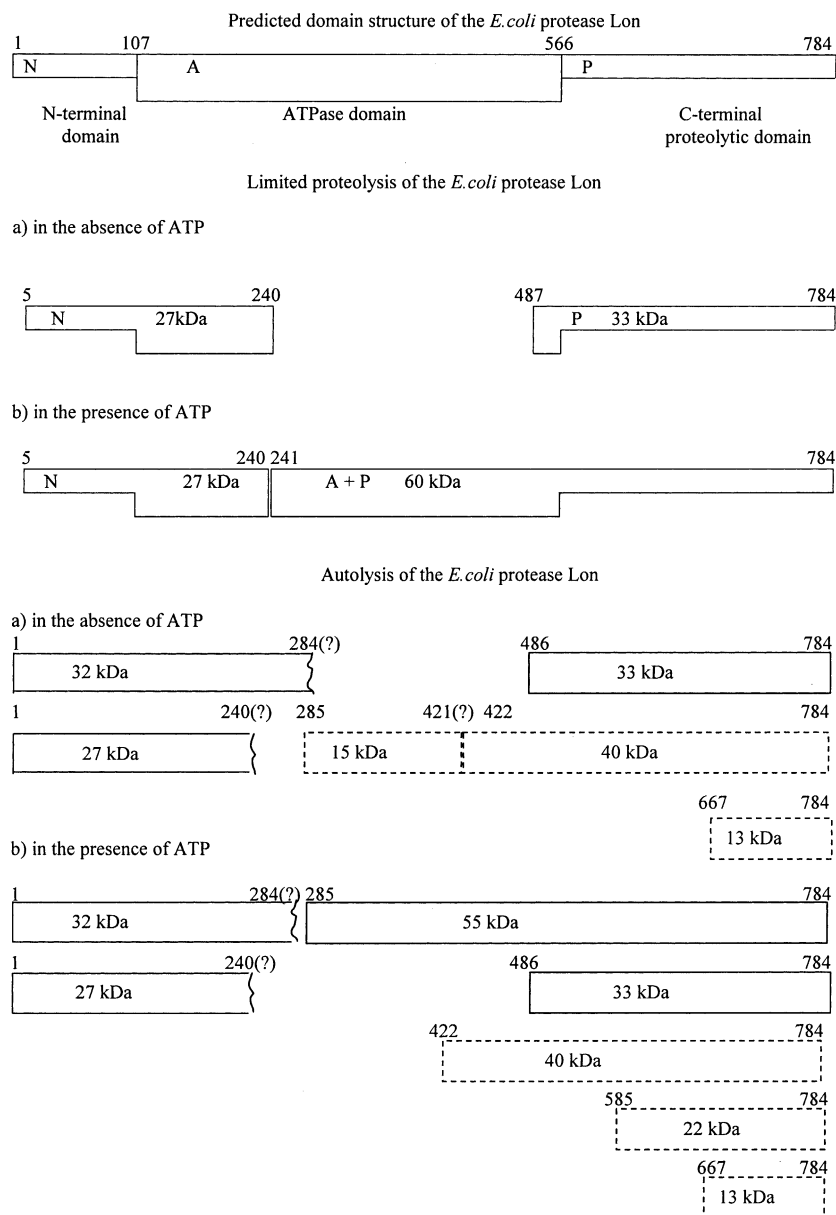 Predicted domain structure of the E.coli protease Lon
1 107 566 784
N A P
N-terminal domain
ATPase domain
C-terminal proteolytic domain
Limited proteolysis of the E.coli protease Lon
a) in the absence of ATP
5 240 487 784
N 27kDa P 33 kDa
b) in the presence of ATP
5 240 241 784
N 27 kDa A + P 60 kDa
Autolysis of the E.coli protease Lon
a) in the absence of ATP
1 284(?) 486 784
32 kDa 33 kDa
1 240(?) 285 421(?) 422 784
27 kDa 15 kDa 40 kDa
667 784
13 kDa
b) in the presence of ATP
1 284(?) 285 784
32 kDa 55 kDa
1 240(?) 486 784
27 kDa 33 kDa
422 784
40 kDa
585 784
22 kDa
667 784
13 kDa